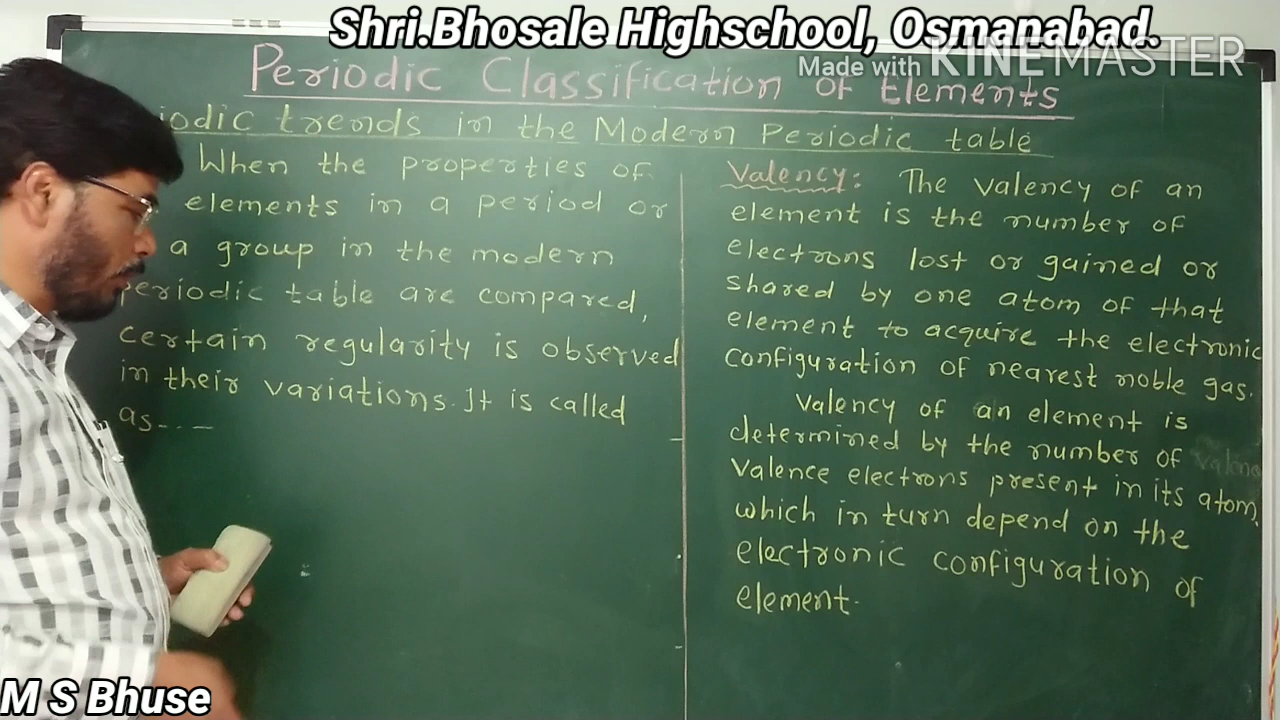 Shri.Bhosale Highschool, Osmanabad.
Made with KINEMASTER
Periodic Classification of Elements
iodic trends in the Modern Periodic table
When the properties of
elements in a period or
a group in the modern
periodic table are compared,
certain regularity is observed
in their variations. It is called
as...-
Valency: The valency of an
element is the number of
electrons lost or gained or
shared by one atom of that
element to acquire the electronic
configuration of nearest noble gas.
Valency of an element is
determined by the number of
valence electrons present in its atom.
which in turn depend on the
electronic configuration of
element.
M S Bhuse